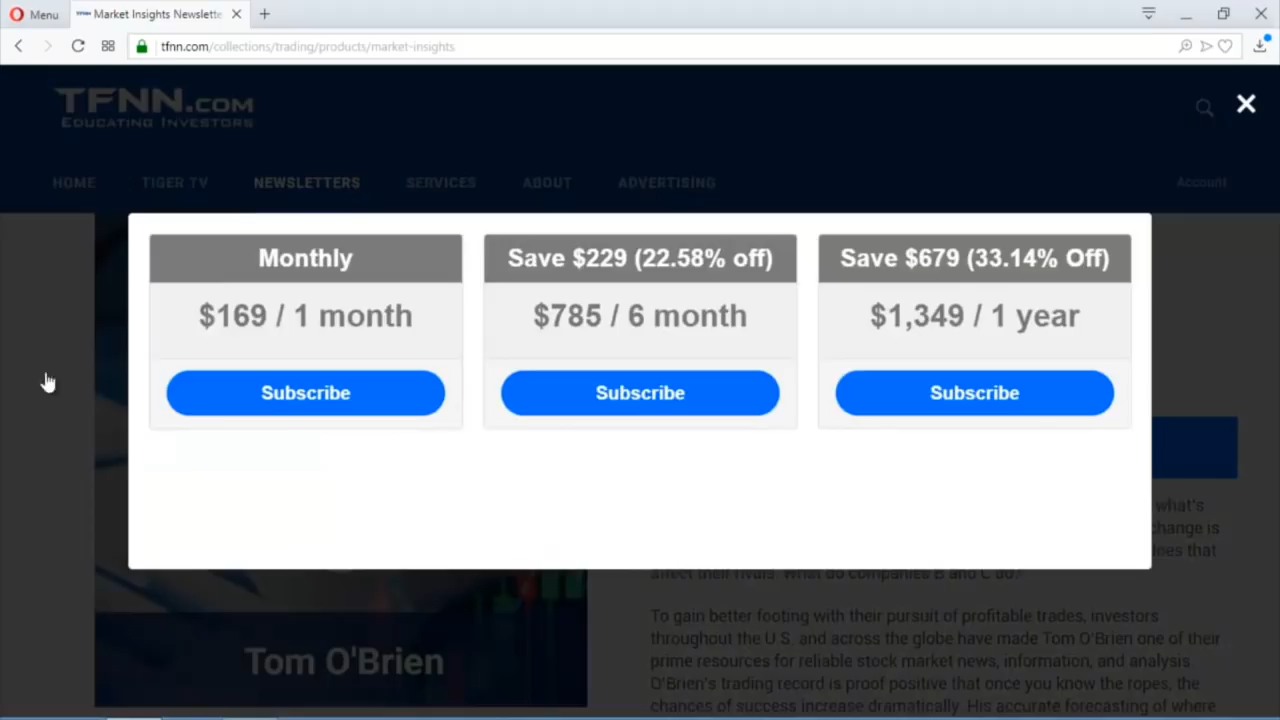 Menu
Market Insights Newslette
tfnn.com/collections/trading/products/market-insights
TFNN.COM
EDUCATING INVESTORS
HOME
TIGER TV
NEWSLETTERS
SERVICES
ABOUT
ADVERTISING
Account
Monthly
$169 / 1 month
Subscribe
Save $229 (22.58% off)
$785 / 6 month
Subscribe
Save $679 (33.14% Off)
$1,349 / 1 year
Subscribe
what's
change is
that
affect their rivals. What do companies B and C do?
To gain better footing with their pursuit of profitable trades, investors
throughout the U.S. and across the globe have made Tom O'Brien one of their
prime resources for reliable stock market news, information, and analysis.
O'Brien's trading record is proof positive that once you know the ropes, the
chances of success increase dramatically. His accurate forecasting of where
Tom O'Brien